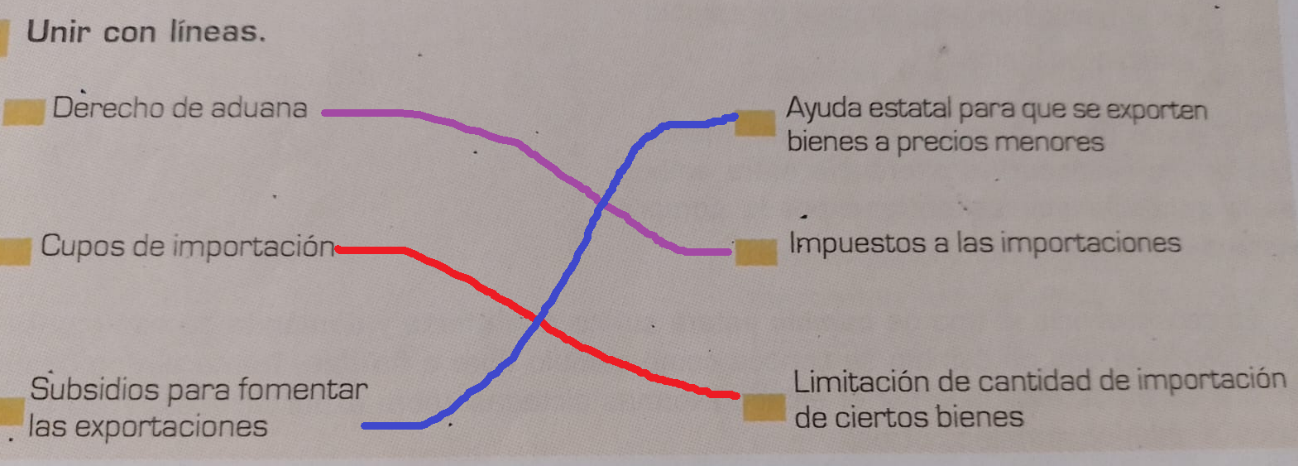 Unir con líneas.
Derecho de aduana
Ayuda estatal para que se exporten
bienes a precios menores
Cupos de importación
Impuestos a las importaciones
Subsidios para fomentar
las exportaciones
Limitación de cantidad de importación
de ciertos bienes